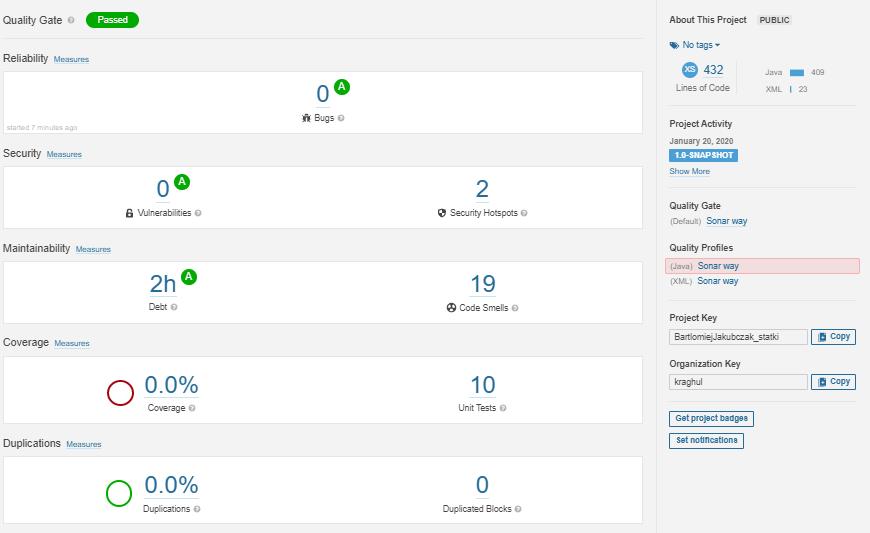 Quality Gate Passed
Reliability Measures
0 A
Bugs
started 7 minutes ago
Security Measures
0 A
Vulnerabilities
2
Security Hotspots
Maintainability Measures
2h A
Debt
19
Code Smells
Coverage Measures
0.0%
Coverage
10
Unit Tests
Duplications Measures
0.0%
Duplications
0
Duplicated Blocks
About This Project PUBLIC
No tags
XS 432
Lines of Code
Java 409
XML 23
Project Activity
January 20, 2020
1.0-SNAPSHOT
Show More
Quality Gate
(Default) Sonar way
Quality Profiles
(Java) Sonar way
(XML) Sonar way
Project Key
BartlomiejJakubczak_statki Copy
Organization Key
kraghul Copy
Get project badges
Set notifications